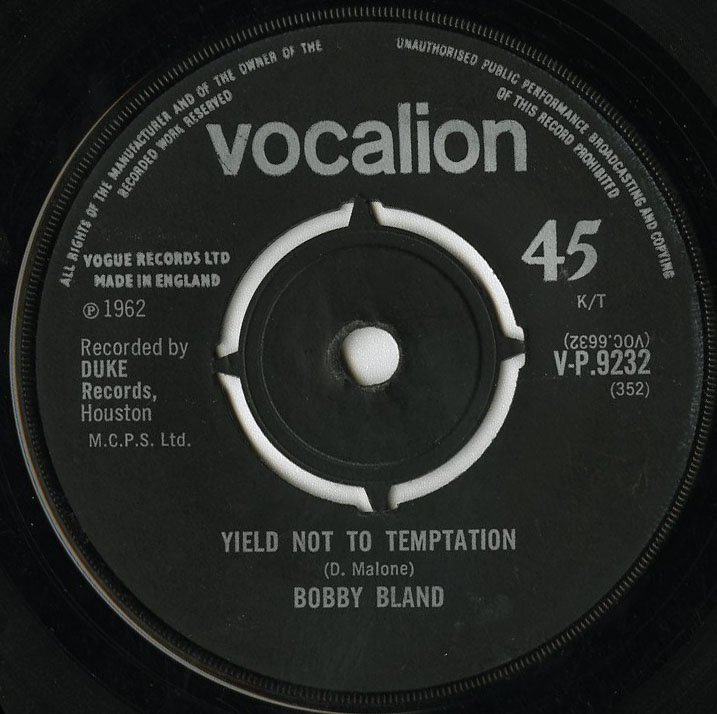 ALL RIGHTS OF THE MANUFACTURER AND OF THE OWNER OF THE
RECORDED WORK RESERVED
UNAUTHORISED PUBLIC PERFORMANCE BROADCASTING AND COPYING
OF THIS RECORD PROHIBITED
vocalion
VOGUE RECORDS LTD
MADE IN ENGLAND
℗ 1962
Recorded by
DUKE
Records,
Houston
M.C.P.S. Ltd.
45
K/T
(VOC.6632)
V-P.9232
(352)
YIELD NOT TO TEMPTATION
(D. Malone)
BOBBY BLAND